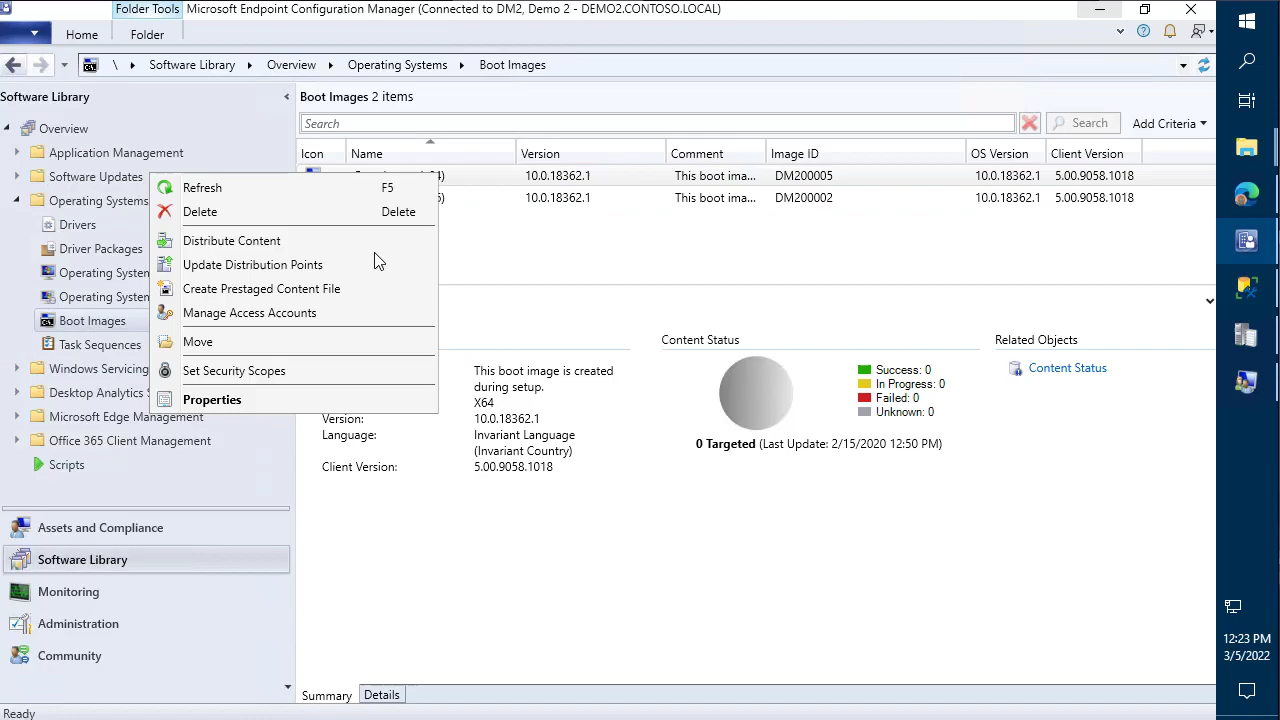 Folder Tools
Microsoft Endpoint Configuration Manager (Connected to DM2, Demo 2 - DEMO2.CONTOSO.LOCAL)
Home
Folder
\
Software Library
Overview
Operating Systems
Boot Images
Software Library
Overview
Application Management
Software Updates
Operating Systems
Drivers
Driver Packages
Boot Images
Task Sequences
Windows Servicing
Desktop Analytics
Microsoft Edge Management
Office 365 Client Management
Scripts
Assets and Compliance
Software Library
Monitoring
Administration
Community
Boot Images 2 items
Search
Search
Add Criteria
Icon Name Version Comment Image ID OS Version Client Version
10.0.18362.1 This boot ima... DM200005 10.0.18362.1 5.00.9058.1018
10.0.18362.1 This boot ima... DM200002 10.0.18362.1 5.00.9058.1018
Refresh F5
Delete Delete
Distribute Content
Update Distribution Points
Create Prestaged Content File
Manage Access Accounts
Move
Set Security Scopes
Properties
This boot image is created
during setup.
X64
Version: 10.0.18362.1
Language: Invariant Language
(Invariant Country)
Client Version: 5.00.9058.1018
Content Status
Success: 0
In Progress: 0
Failed: 0
Unknown: 0
0 Targeted (Last Update: 2/15/2020 12:50 PM)
Related Objects
Content Status
Summary
Details
Ready
12:23 PM
3/5/2022